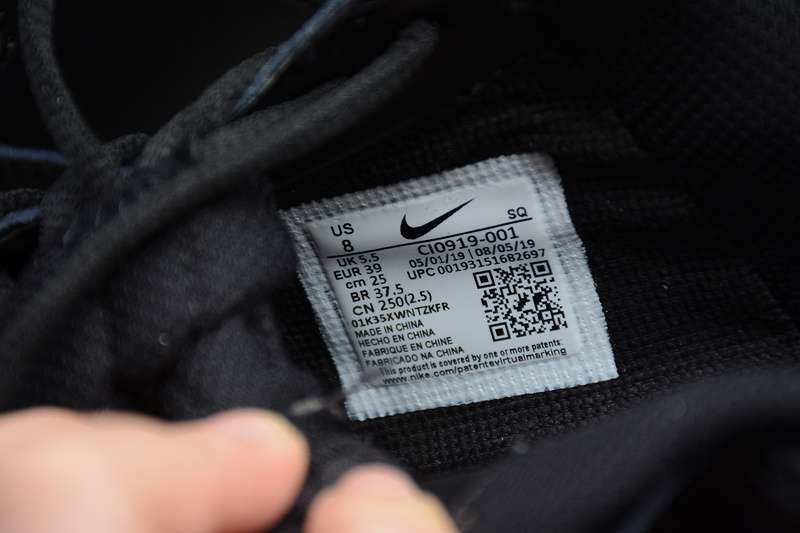 US
8
SQ
UK 5.5
CI0919-001
EUR 39
05/01/19 | 08/05/19
cm 25
UPC 00193151682697
BR 37.5
CN 250(2.5)
01K35XWNTZKFR
MADE IN CHINA
HECHO EN CHINA
FABRIQUE EN CHINE
FABRICADO NA CHINA
This product is covered by one or more patents.
www.nike.com/patentsvirtualmarking